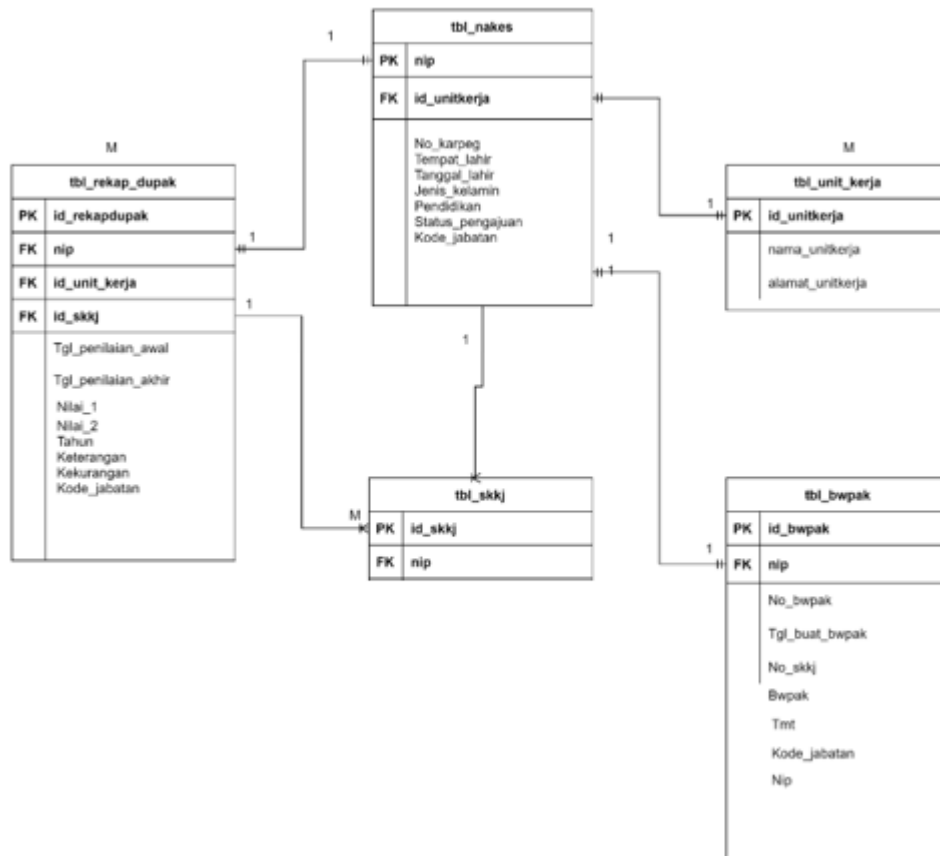 tbl_nakes
PK nip
FK id_unitkerja
No_karpeg
Tempat_lahir
Tanggal_lahir
Jenis_kelamin
Pendidikan
Status_pengajuan
Kode_jabatan
1
M
tbl_rekap_dupak
PK id_rekapdupak
FK nip
FK id_unit_kerja
FK id_skkj
Tgl_penilaian_awal
Tgl_penilaian_akhir
Nilai_1
Nilai_2
Tahun
Keterangan
Kekurangan
Kode_jabatan
1
1
M
tbl_unit_kerja
PK id_unitkerja
nama_unitkerja
alamat_unitkerja
1
1
1
1
M
tbl_skkj
PK id_skkj
FK nip
tbl_bwpak
PK id_bwpak
FK nip
No_bwpak
Tgl_buat_bwpak
No_skkj
Bwpak
Tmt
Kode_jabatan
Nip
1